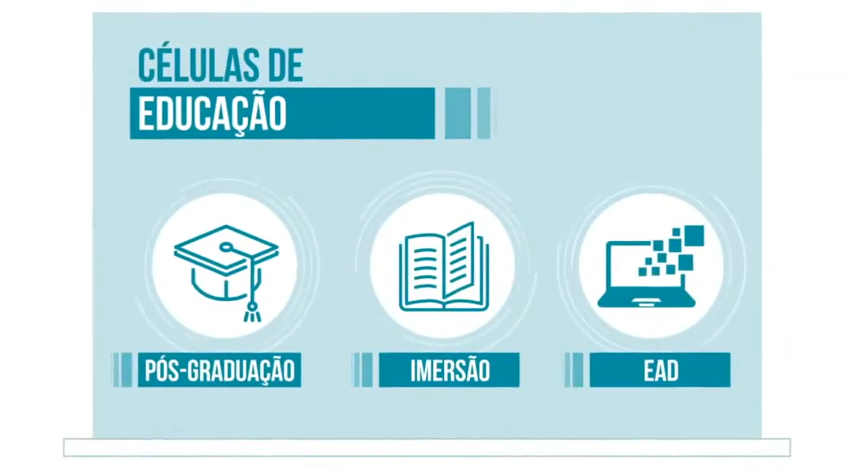 CÉLULAS DE
EDUCAÇÃO
PÓS-GRADUAÇÃO
IMERSÃO
EAD